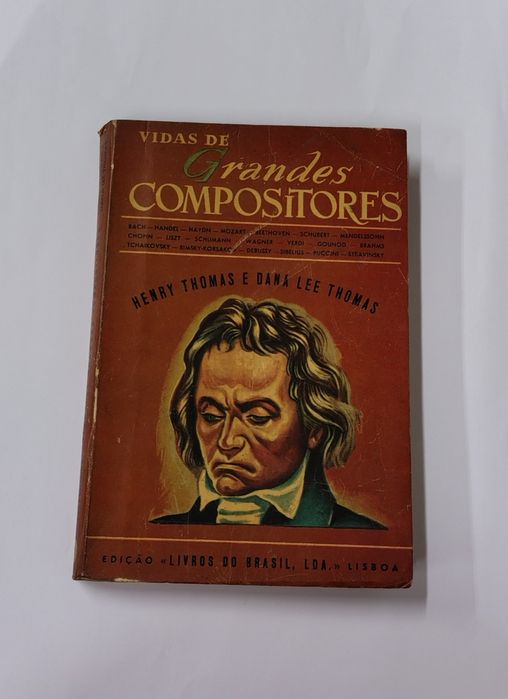 VIDAS DE
Grandes
COMPOSiTORES
BACH — HANDEL — HAYDN — MOZART — BEETHOVEN — SCHUBERT — MENDELSSOHN
CHOPIN — LISZT — SCHUMANN — WAGNER — VERDI — GOUNOD — BRAHMS
TCHAIKOVSKY — RIMSKY-KORSAKOV — DEBUSSY — SIBELIUS — PUCCINI — STRAVINSKY
HENRY THOMAS E DANA LEE THOMAS
EDIÇÃO «LIVROS DO BRASIL, LDA.» LISBOA